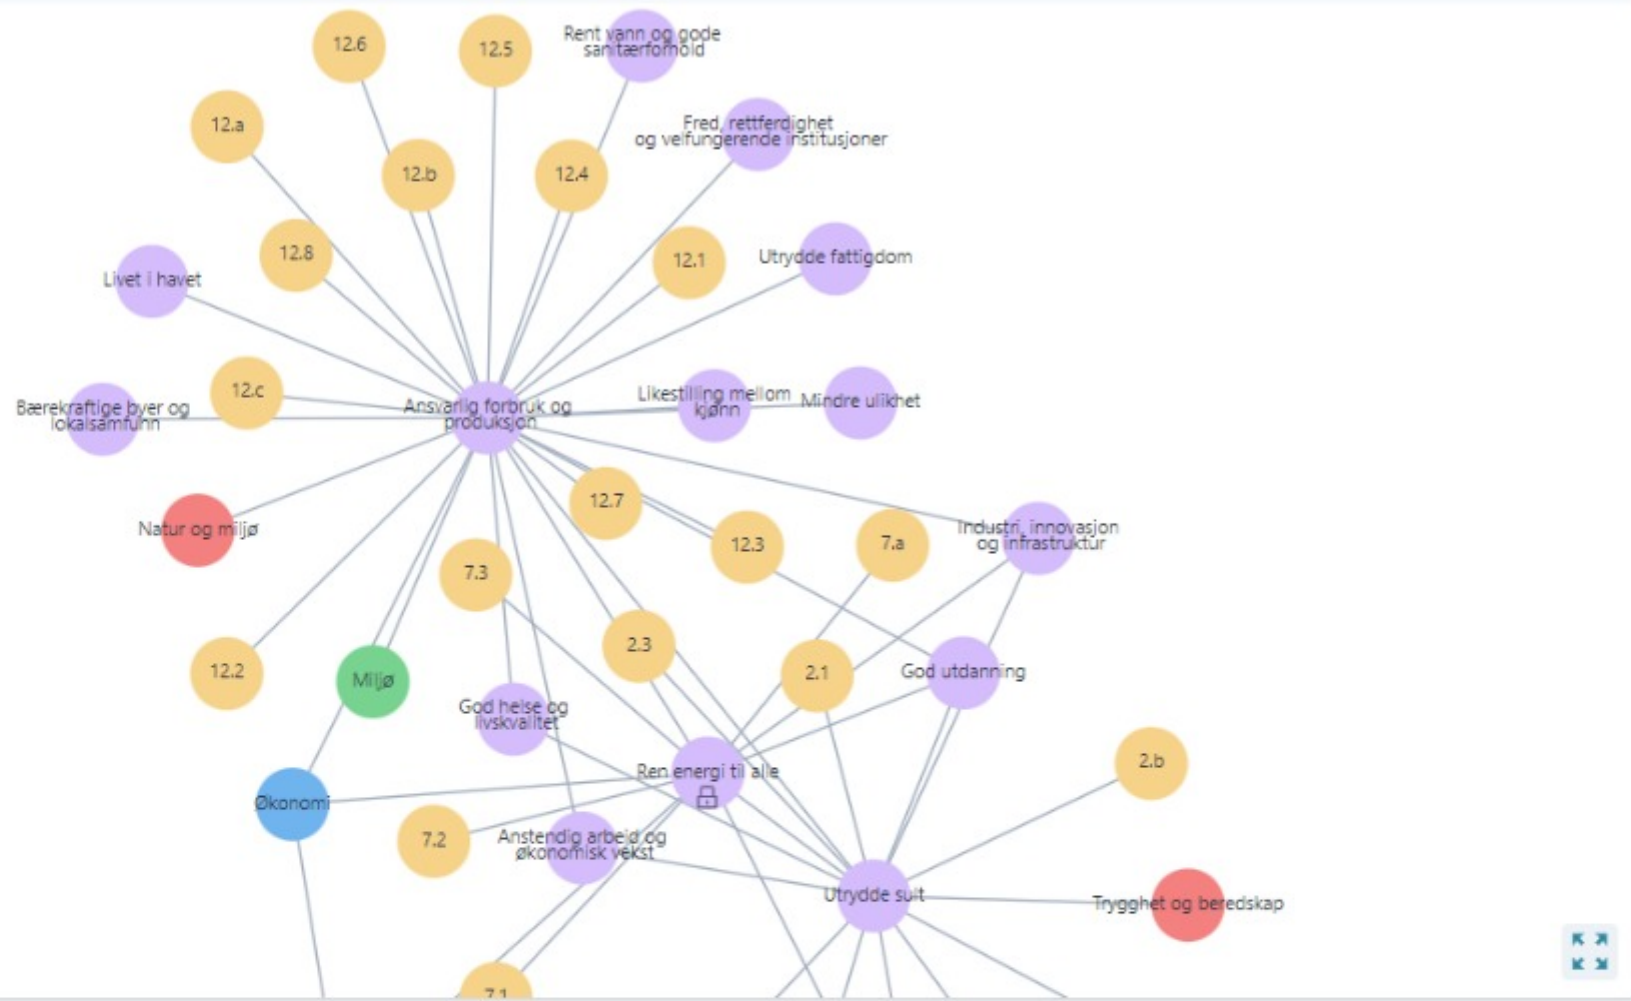 12.6
12.5
Rent vann og gode
sanitærforhold
12.a
Fred, rettferdighet
og velfungerende institusjoner
12.b
12.4
12.8
12.1
Utrydde fattigdom
Livet i havet
12.c
Bærekraftige byer og
lokalsamfunn
Ansvarlig forbruk og
produksjon
Likestilling mellom
kjønn
Mindre ulikhet
12.7
Natur og miljø
12.3
7.a
Industri, innovasjon
og infrastruktur
7.3
2.3
12.2
Miljø
2.1
God utdanning
God helse og
livskvalitet
Ren energi til alle
2.b
Økonomi
7.2
Anstendig arbeid og
økonomisk vekst
Utrydde sult
Trygghet og beredskap
7.1